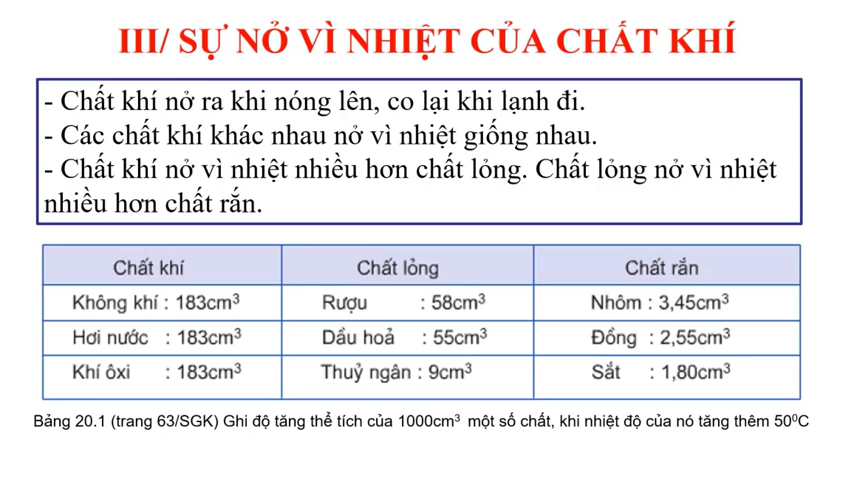 III/ SỰ NỞ VÌ NHIỆT CỦA CHẤT KHÍ
- Chất khí nở ra khi nóng lên, co lại khi lạnh đi.
- Các chất khí khác nhau nở vì nhiệt giống nhau.
- Chất khí nở vì nhiệt nhiều hơn chất lỏng. Chất lỏng nở vì nhiệt
nhiều hơn chất rắn.
Chất khí Chất lỏng Chất rắn
Không khí : 183cm³ Rượu : 58cm³ Nhôm : 3,45cm³
Hơi nước : 183cm³ Dầu hoả : 55cm³ Đồng : 2,55cm³
Khí ôxi : 183cm³ Thuỷ ngân : 9cm³ Sắt : 1,80cm³
Bảng 20.1 (trang 63/SGK) Ghi độ tăng thể tích của 1000cm³ một số chất, khi nhiệt độ của nó tăng thêm 50⁰C